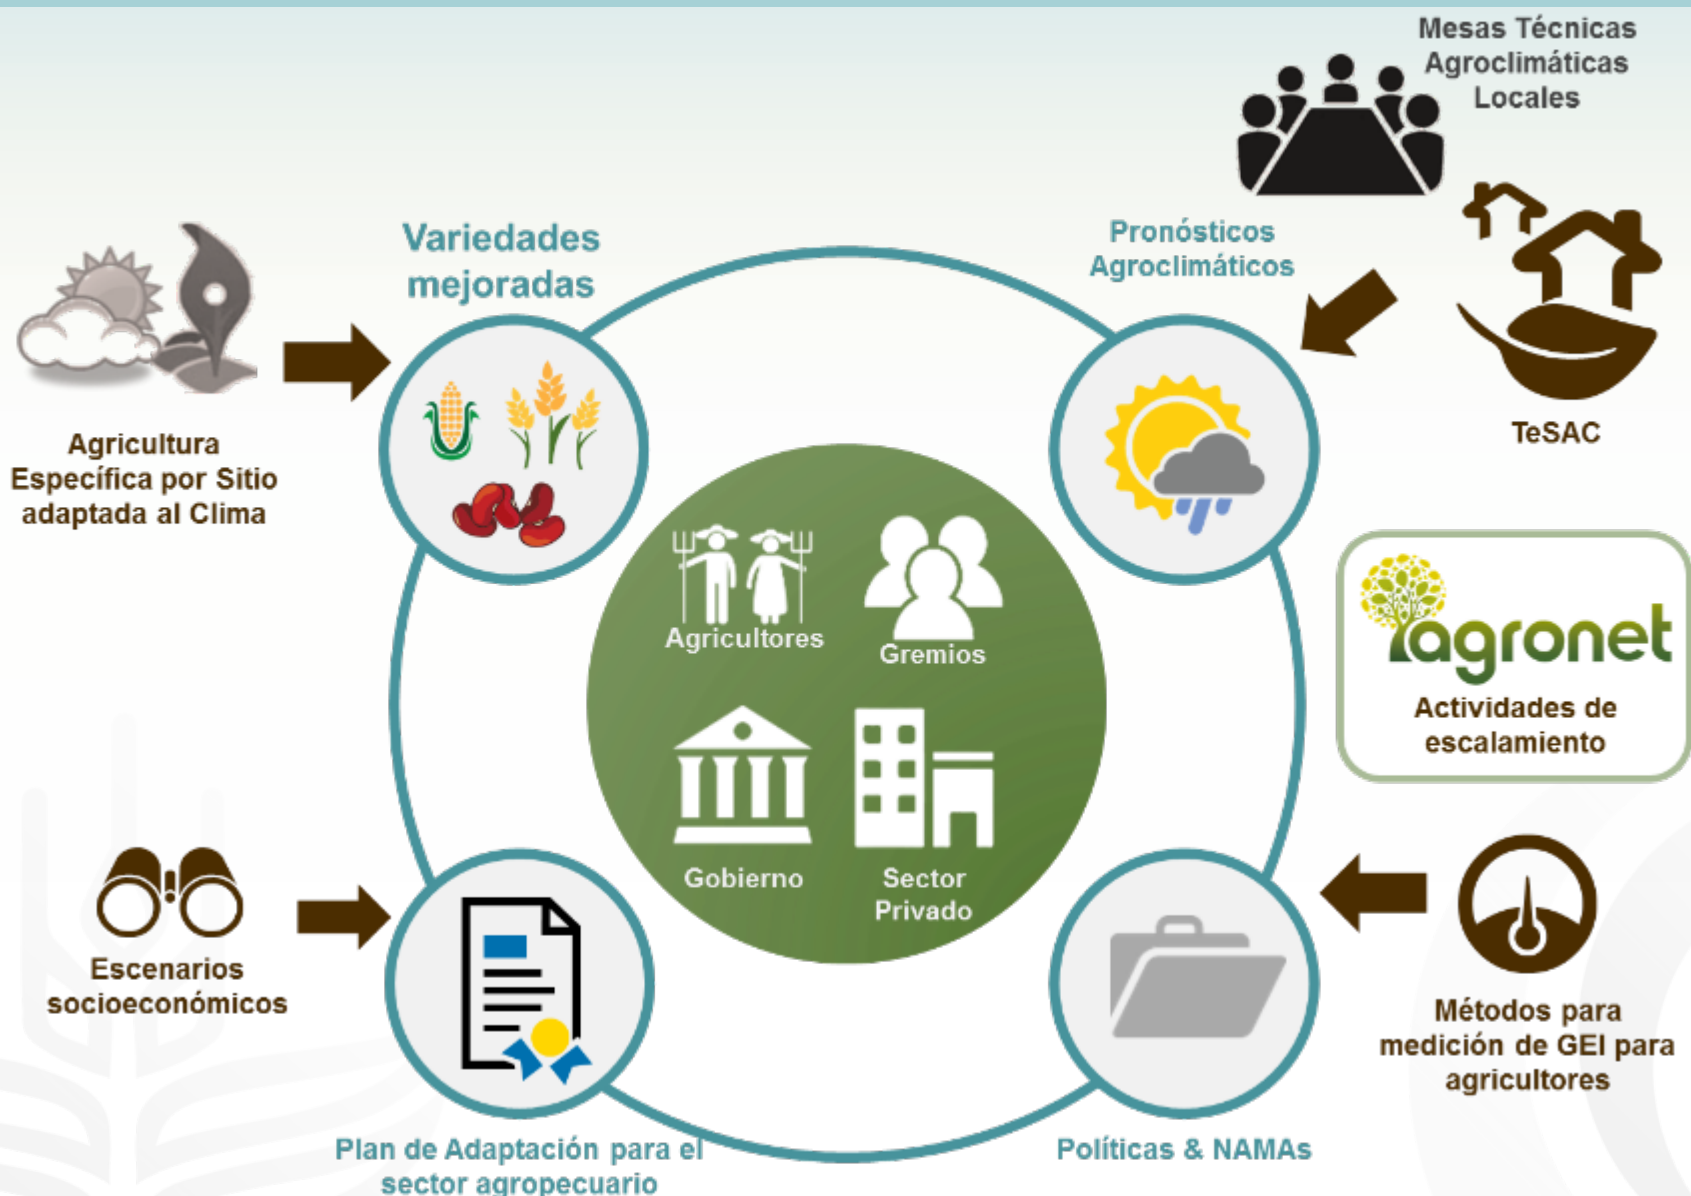 Mesas Técnicas
Agroclimáticas
Locales
Variedades
mejoradas
Pronósticos
Agroclimáticos
Agricultura
Específica por Sitio
adaptada al Clima
TeSAC
agronet
Actividades de
escalamiento
Agricultores
Gremios
Gobierno
Sector
Privado
Escenarios
socioeconómicos
Métodos para
medición de GEI para
agricultores
Plan de Adaptación para el
sector agropecuario
Políticas & NAMAs